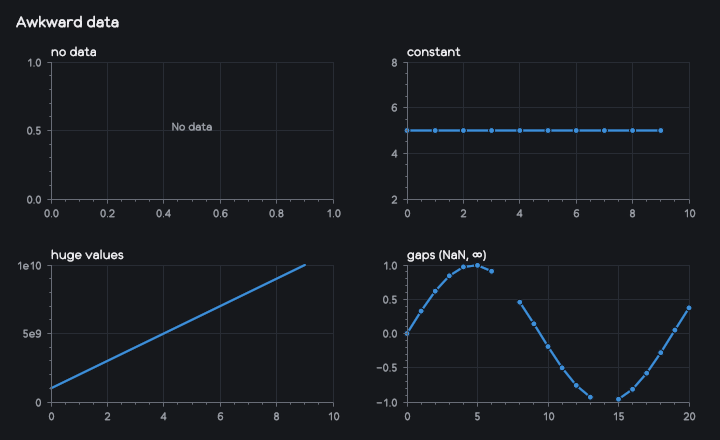 Awkward data
no data
1.0
0.5
0.0
No data
0.0 0.2 0.4 0.6 0.8 1.0
constant
8
6
4
2
0 2 4 6 8 10
huge values
1e10
5e9
0
0 2 4 6 8 10
gaps (NaN, ∞)
1.0
0.5
0.0
−0.5
−1.0
0 5 10 15 20